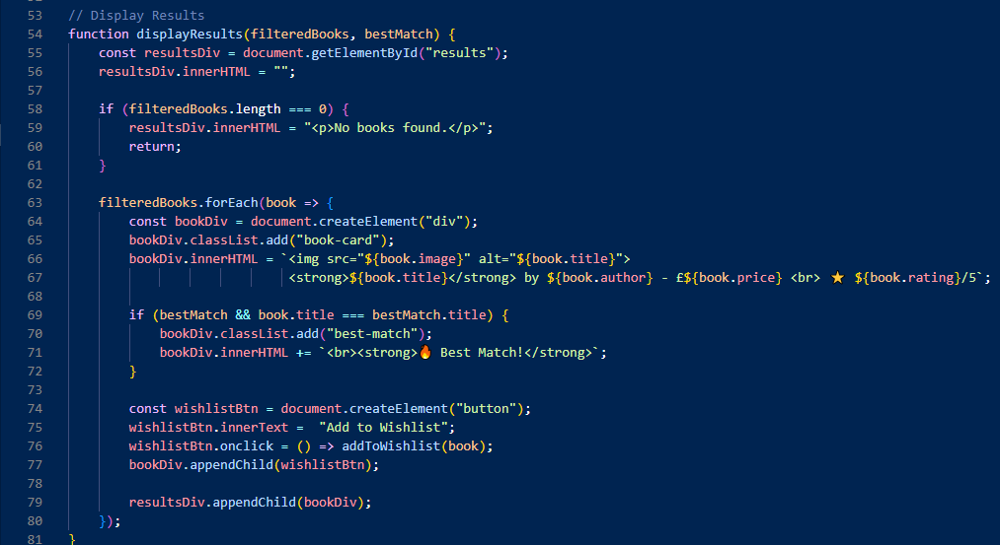 53 // Display Results
54 function displayResults(filteredBooks, bestMatch) {
55     const resultsDiv = document.getElementById("results");
56     resultsDiv.innerHTML = "";
57
58     if (filteredBooks.length === 0) {
59         resultsDiv.innerHTML = "<p>No books found.</p>";
60         return;
61     }
62
63     filteredBooks.forEach(book => {
64         const bookDiv = document.createElement("div");
65         bookDiv.classList.add("book-card");
66         bookDiv.innerHTML = `<img src="${book.image}" alt="${book.title}">
67                              <strong>${book.title}</strong> by ${book.author} - £${book.price} <br> ⭐ ${book.rating}/5`;
68
69         if (bestMatch && book.title === bestMatch.title) {
70             bookDiv.classList.add("best-match");
71             bookDiv.innerHTML += `<br><strong>🔥 Best Match!</strong>`;
72         }
73
74         const wishlistBtn = document.createElement("button");
75         wishlistBtn.innerText =  "Add to Wishlist";
76         wishlistBtn.onclick = () => addToWishlist(book);
77         bookDiv.appendChild(wishlistBtn);
78
79         resultsDiv.appendChild(bookDiv);
80     });
81 }